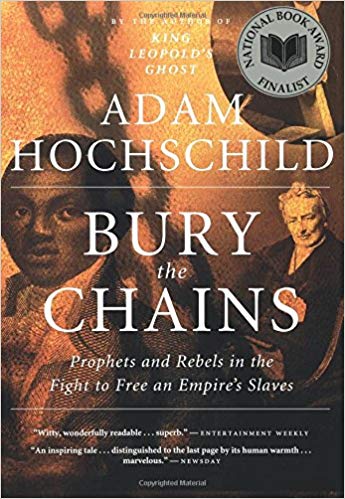 BY THE AUTHOR OF
KING
LEOPOLD'S
GHOST
NATIONAL BOOK AWARD
FINALIST
ADAM
HOCHSCHILD
BURY
the
CHAINS
Prophets and Rebels in the
Fight to Free an Empire's Slaves
"Witty, wonderfully readable . . . superb." — ENTERTAINMENT WEEKLY
"An inspiring tale . . . distinguished to the last page by its human warmth . . .
marvelous." — NEWSDAY